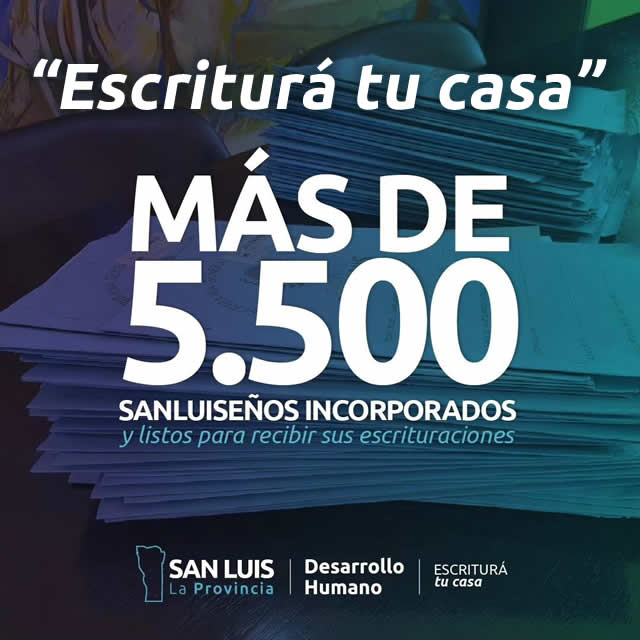 “Escriturá tu casa”
MÁS DE
5.500
SANLUISEÑOS INCORPORADOS
y listos para recibir sus escrituraciones
SAN LUIS
La Provincia
Desarrollo
Humano
ESCRITURÁ
tu casa